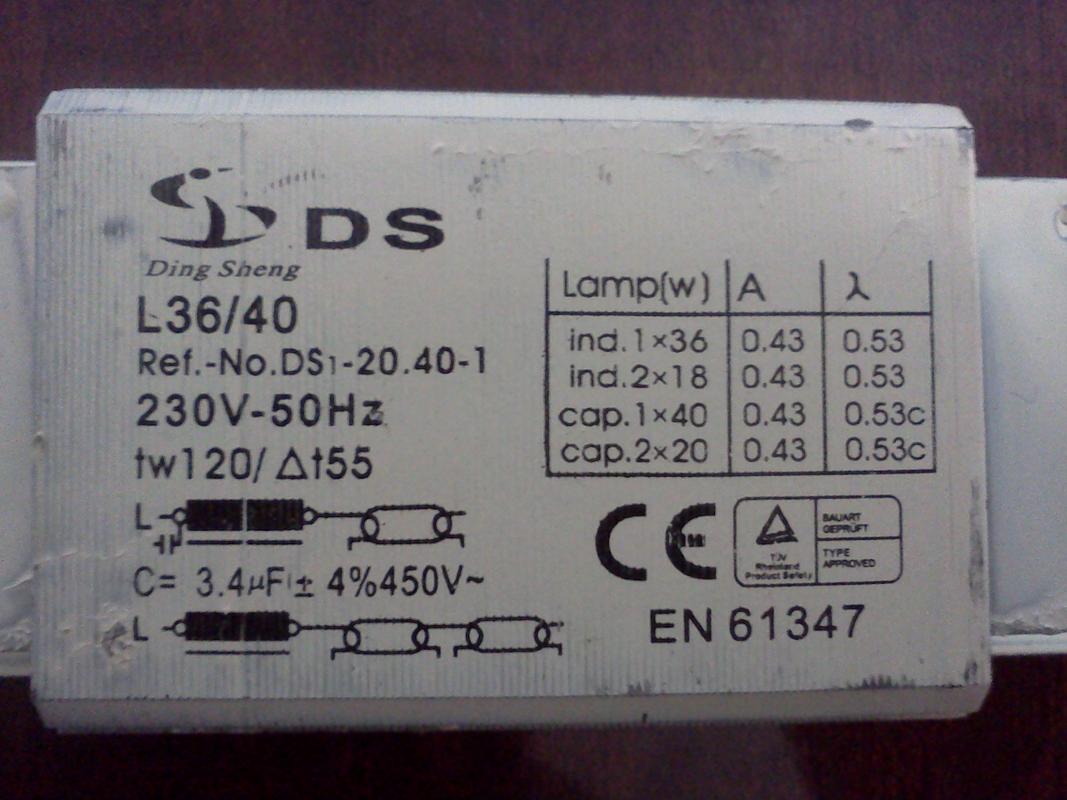 DS
Ding Sheng
L36/40
Ref.-No.DS1-20.40-1
230V-50Hz
tw120/ Δt55
L
C= 3.4µF ± 4%450V~
L
Lamp(w) A λ
ind.1×36 0.43 0.53
ind.2×18 0.43 0.53
cap.1×40 0.43 0.53c
cap.2×20 0.43 0.53c
CE
TÜV
Rheinland
Product Safety
BAUART
GEPRÜFT
TYPE
APPROVED
EN 61347